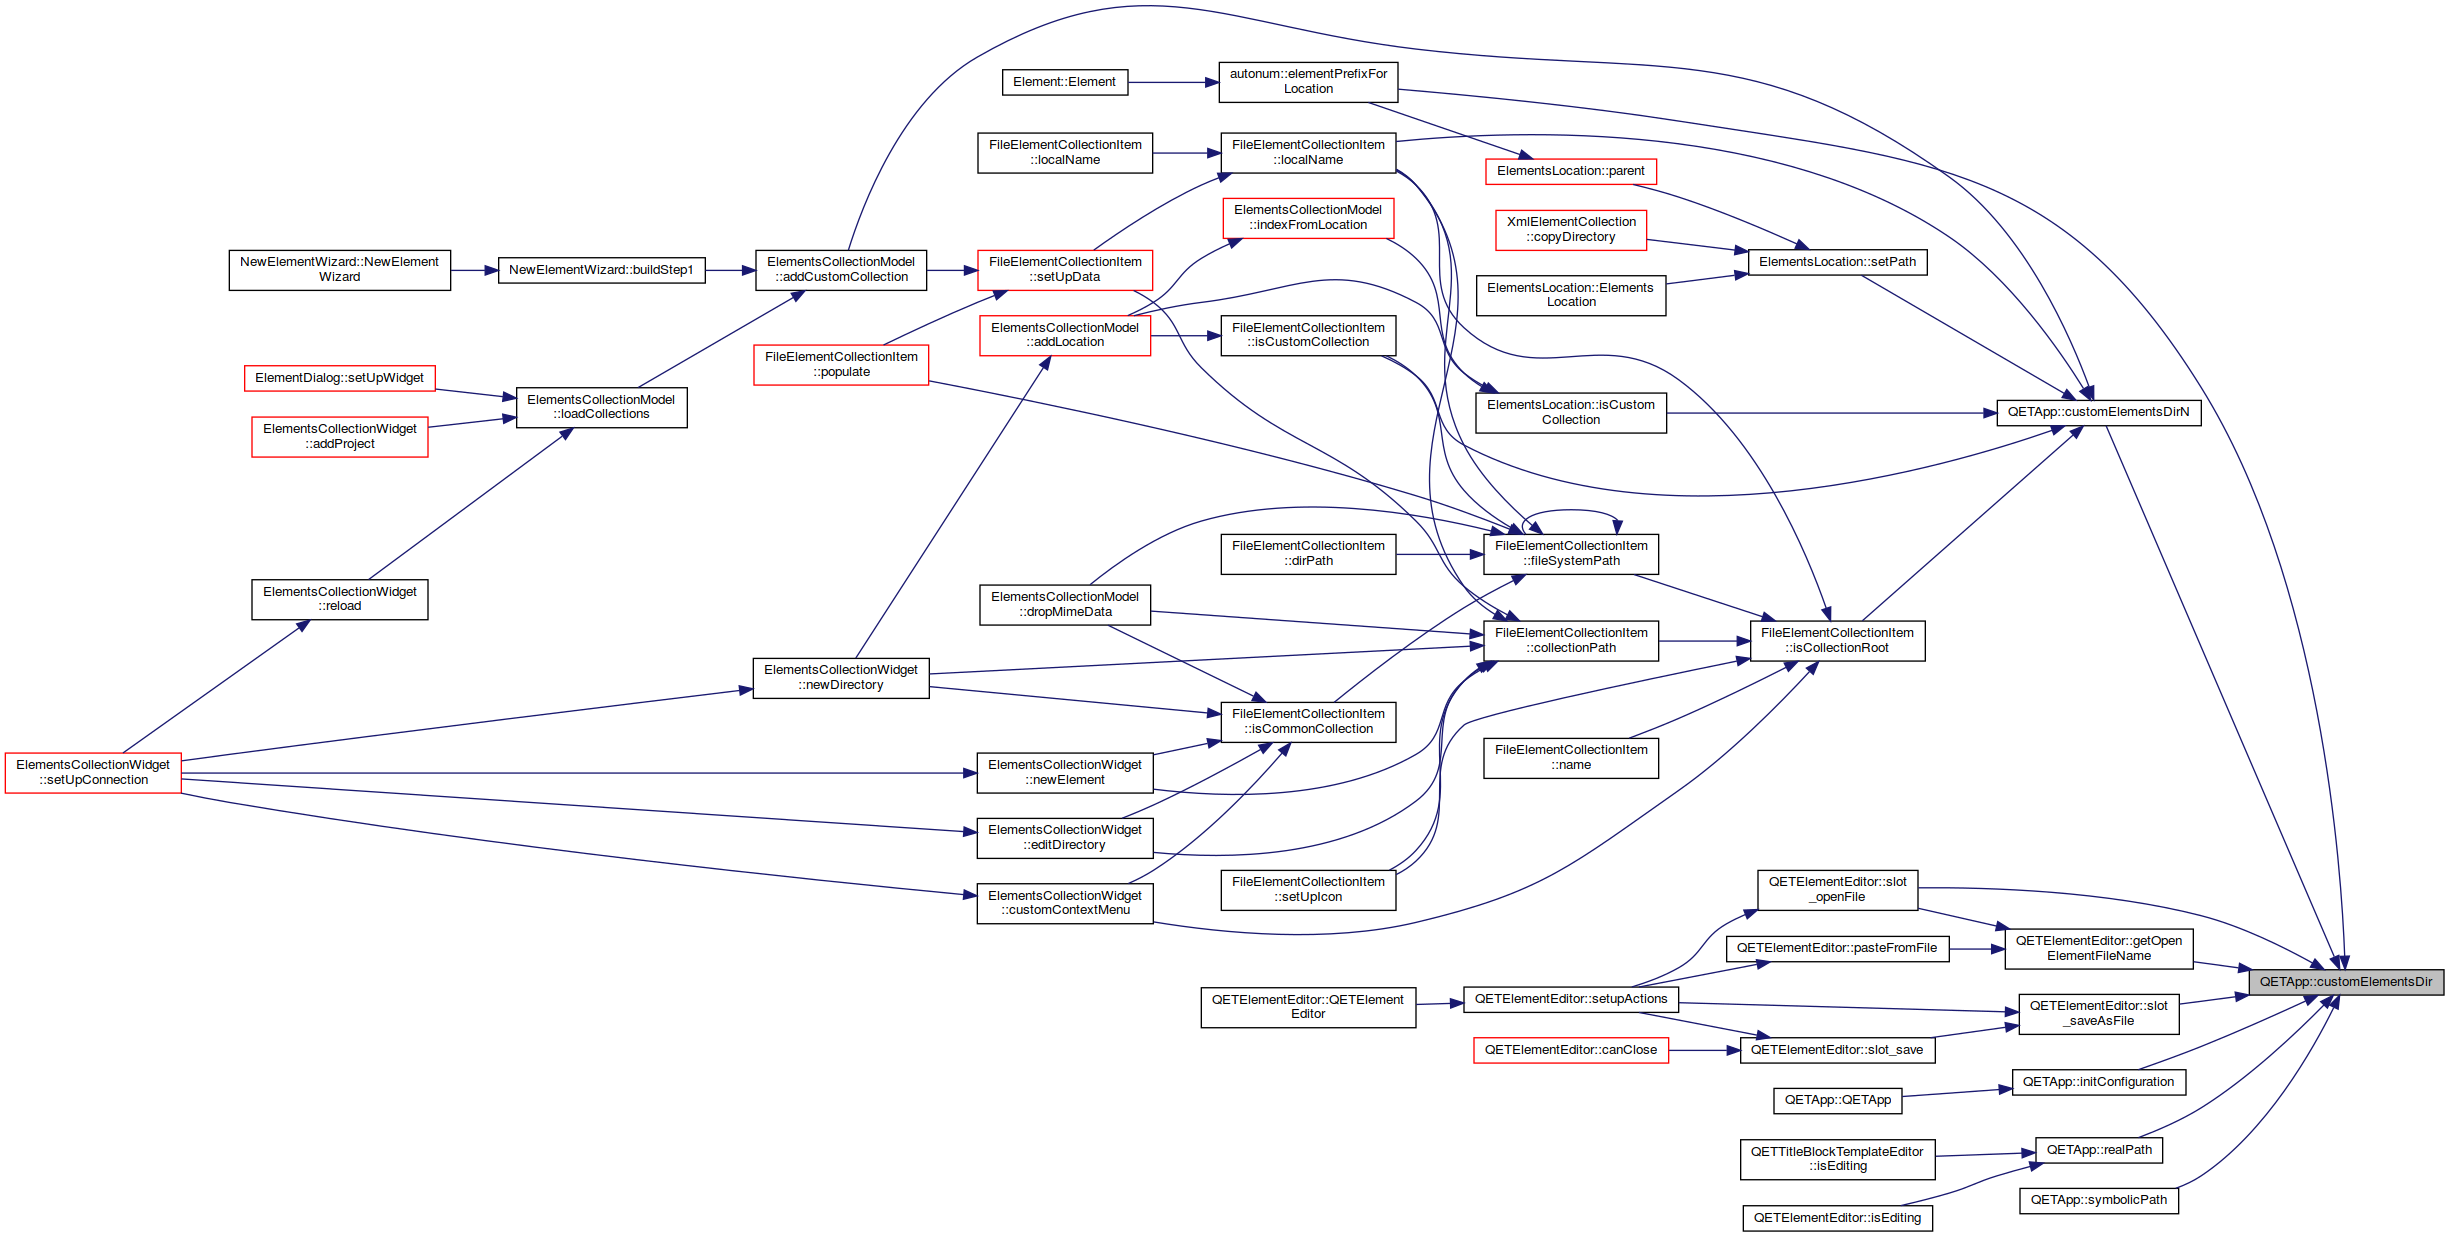 Element::Element
autonum::elementPrefixFor
Location
FileElementCollectionItem
::localName
FileElementCollectionItem
::localName
ElementsLocation::parent
ElementsCollectionModel
::indexFromLocation
XmlElementCollection
::copyDirectory
NewElementWizard::NewElement
Wizard
NewElementWizard::buildStep1
ElementsCollectionModel
::addCustomCollection
FileElementCollectionItem
::setUpData
ElementsLocation::setPath
ElementsLocation::Elements
Location
ElementsCollectionModel
::addLocation
FileElementCollectionItem
::isCustomCollection
FileElementCollectionItem
::populate
ElementDialog::setUpWidget
ElementsCollectionModel
::loadCollections
ElementsCollectionWidget
::addProject
ElementsLocation::isCustom
Collection
QETApp::customElementsDirN
FileElementCollectionItem
::dirPath
FileElementCollectionItem
::fileSystemPath
ElementsCollectionWidget
::reload
ElementsCollectionModel
::dropMimeData
FileElementCollectionItem
::collectionPath
FileElementCollectionItem
::isCollectionRoot
ElementsCollectionWidget
::newDirectory
FileElementCollectionItem
::isCommonCollection
FileElementCollectionItem
::name
ElementsCollectionWidget
::setUpConnection
ElementsCollectionWidget
::newElement
ElementsCollectionWidget
::editDirectory
ElementsCollectionWidget
::customContextMenu
FileElementCollectionItem
::setUpIcon
QETElementEditor::slot
_openFile
QETElementEditor::pasteFromFile
QETElementEditor::getOpen
ElementFileName
QETApp::customElementsDir
QETElementEditor::QETElement
Editor
QETElementEditor::setupActions
QETElementEditor::slot
_saveAsFile
QETElementEditor::canClose
QETElementEditor::slot_save
QETApp::initConfiguration
QETApp::QETApp
QETTitleBlockTemplateEditor
::isEditing
QETApp::realPath
QETApp::symbolicPath
QETElementEditor::isEditing